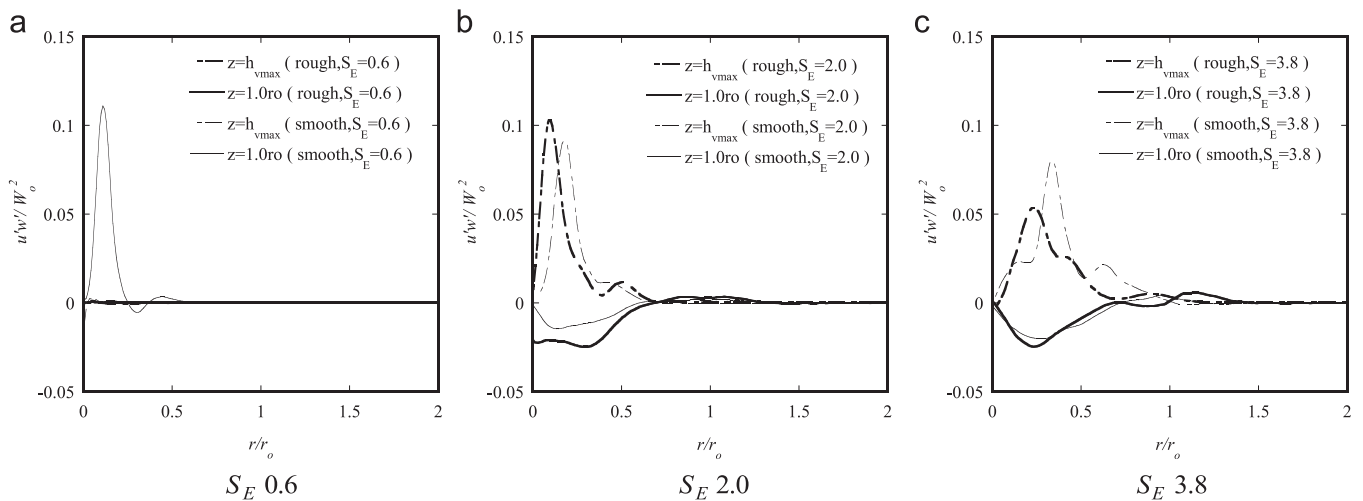 a
0.15
0.1
0.05
0
-0.05
u'w'/W_o^2
z=h_vmax ( rough,S_E=0.6 )
z=1.0ro ( rough,S_E=0.6 )
z=h_vmax ( smooth,S_E=0.6 )
z=1.0ro ( smooth,S_E=0.6 )
0 0.5 1 1.5 2
r/r_o
S_E 0.6
b
0.15
0.1
0.05
0
-0.05
u'w'/W_o^2
z=h_vmax ( rough,S_E=2.0 )
z=1.0ro ( rough,S_E=2.0 )
z=h_vmax ( smooth,S_E=2.0 )
z=1.0ro ( smooth,S_E=2.0 )
0 0.5 1 1.5 2
r/r_o
S_E 2.0
c
0.15
0.1
0.05
0
-0.05
u'w'/W_o^2
z=h_vmax ( rough,S_E=3.8 )
z=1.0ro ( rough,S_E=3.8 )
z=h_vmax ( smooth,S_E=3.8 )
z=1.0ro ( smooth,S_E=3.8 )
0 0.5 1 1.5 2
r/r_o
S_E 3.8